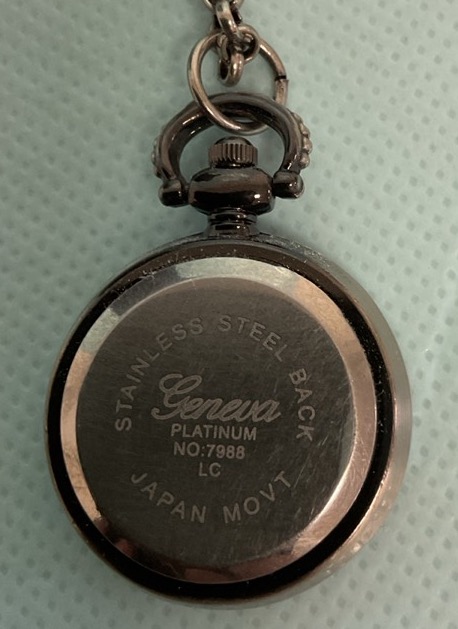 STAINLESS STEEL BACK
Geneva
PLATINUM
NO:7988
LC
JAPAN MOVT